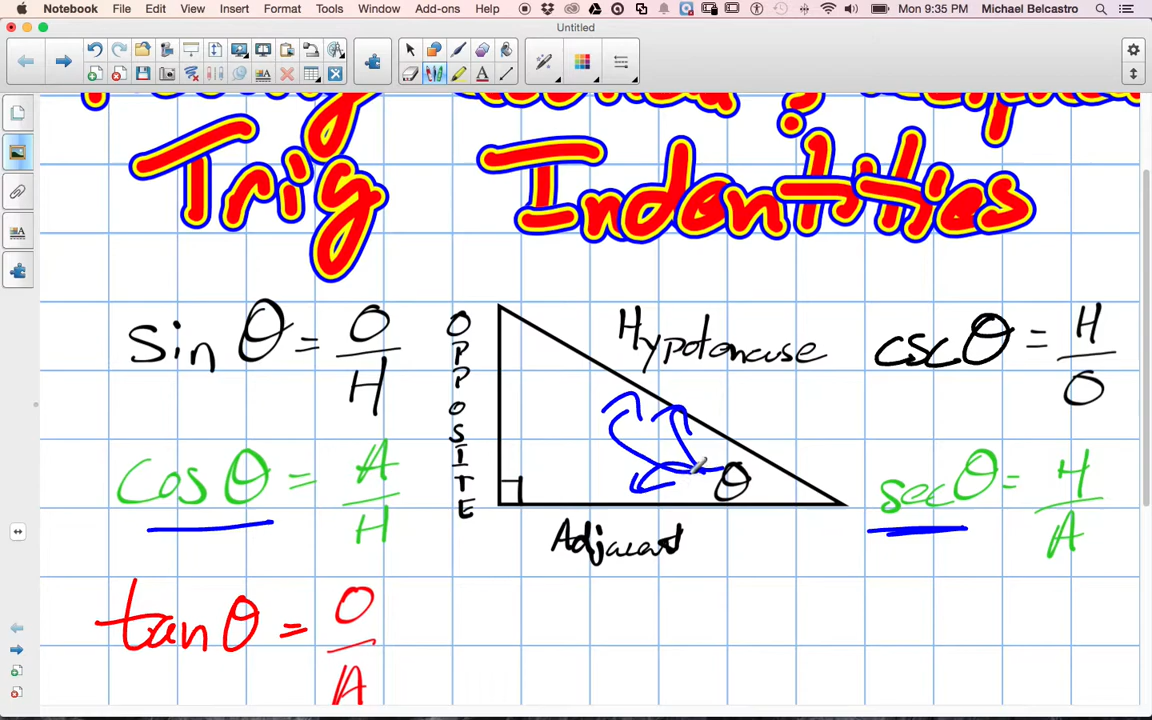 Notebook File Edit View Insert Format Tools Window Add-ons Help Mon 9:35 PM Michael Belcastro
Untitled
Trig Indentities
sin θ = O/H
OPPOSITE
Hypotoneuse
csc θ = H/O
cos θ = A/H
θ
sec θ = H/A
Adjacent
tan θ = O/A